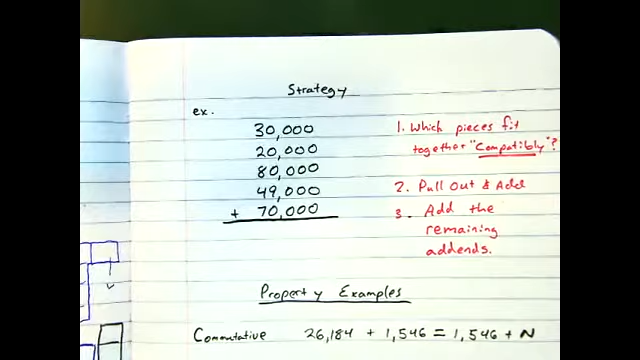 Strategy
ex.
30,000
20,000
80,000
49,000
+ 70,000
1. Which pieces fit
together "Compatibly"?
2. Pull Out & Add
3. Add the
remaining
addends.
Property Examples
Commutative 26,184 + 1,546 = 1,546 + N